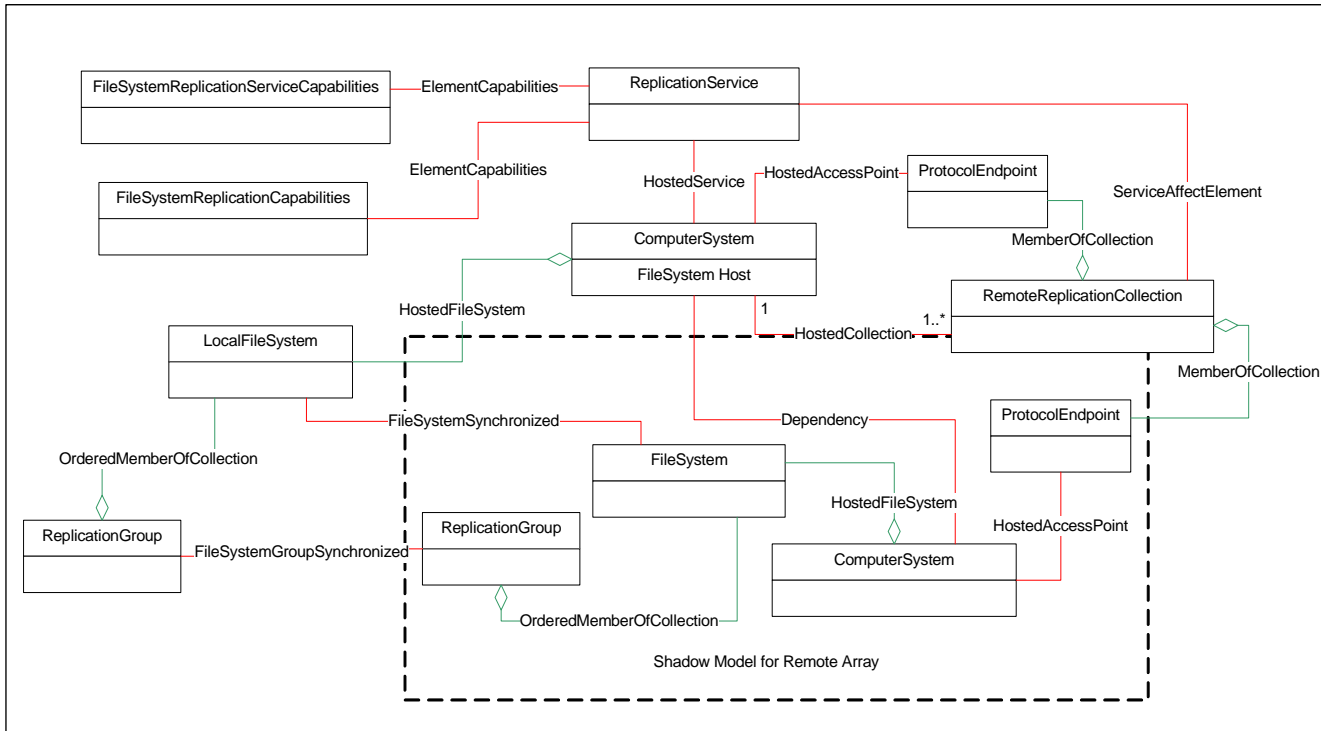 FileSystemReplicationServiceCapabilities
ElementCapabilities
ReplicationService
ElementCapabilities
FileSystemReplicationCapabilities
HostedService
HostedAccessPoint
ProtocolEndpoint
ServiceAffectElement
MemberOfCollection
ComputerSystem
FileSystem Host
HostedFileSystem
RemoteReplicationCollection
1
1..*
HostedCollection
LocalFileSystem
MemberOfCollection
ProtocolEndpoint
FileSystemSynchronized
Dependency
OrderedMemberOfCollection
FileSystem
HostedFileSystem
ReplicationGroup
FileSystemGroupSynchronized
ReplicationGroup
HostedAccessPoint
ComputerSystem
OrderedMemberOfCollection
Shadow Model for Remote Array